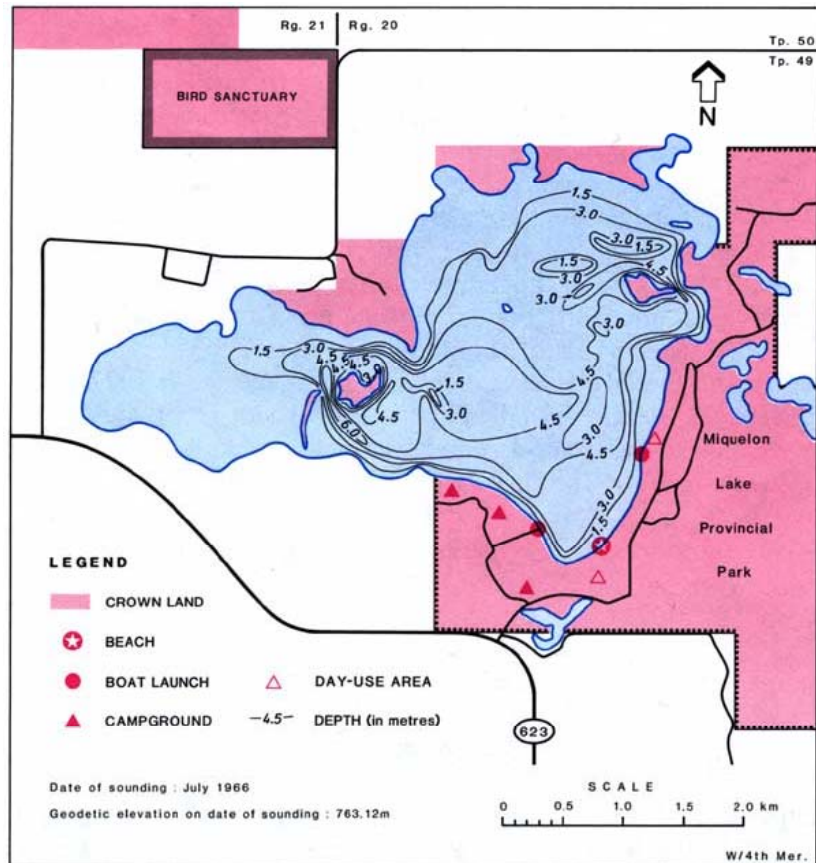 Rg. 21 | Rg. 20
Tp. 50
Tp. 49
BIRD SANCTUARY
N
1.5
3.0
3.0
1.5
4.5
1.5
3.0
3.0
3.0
1.5
3.0
4.5
4.5
4.5
3.0
1.5
3.0
4.5
4.5
6.0
4.5
3.0
4.5
3.0
1.5
Miquelon
Lake
Provincial
Park
LEGEND
CROWN LAND
BEACH
BOAT LAUNCH
DAY-USE AREA
CAMPGROUND
—4.5— DEPTH (in metres)
623
Date of sounding : July 1966
Geodetic elevation on date of sounding : 763.12m
SCALE
0 0.5 1.0 1.5 2.0 km
W/4th Mer.